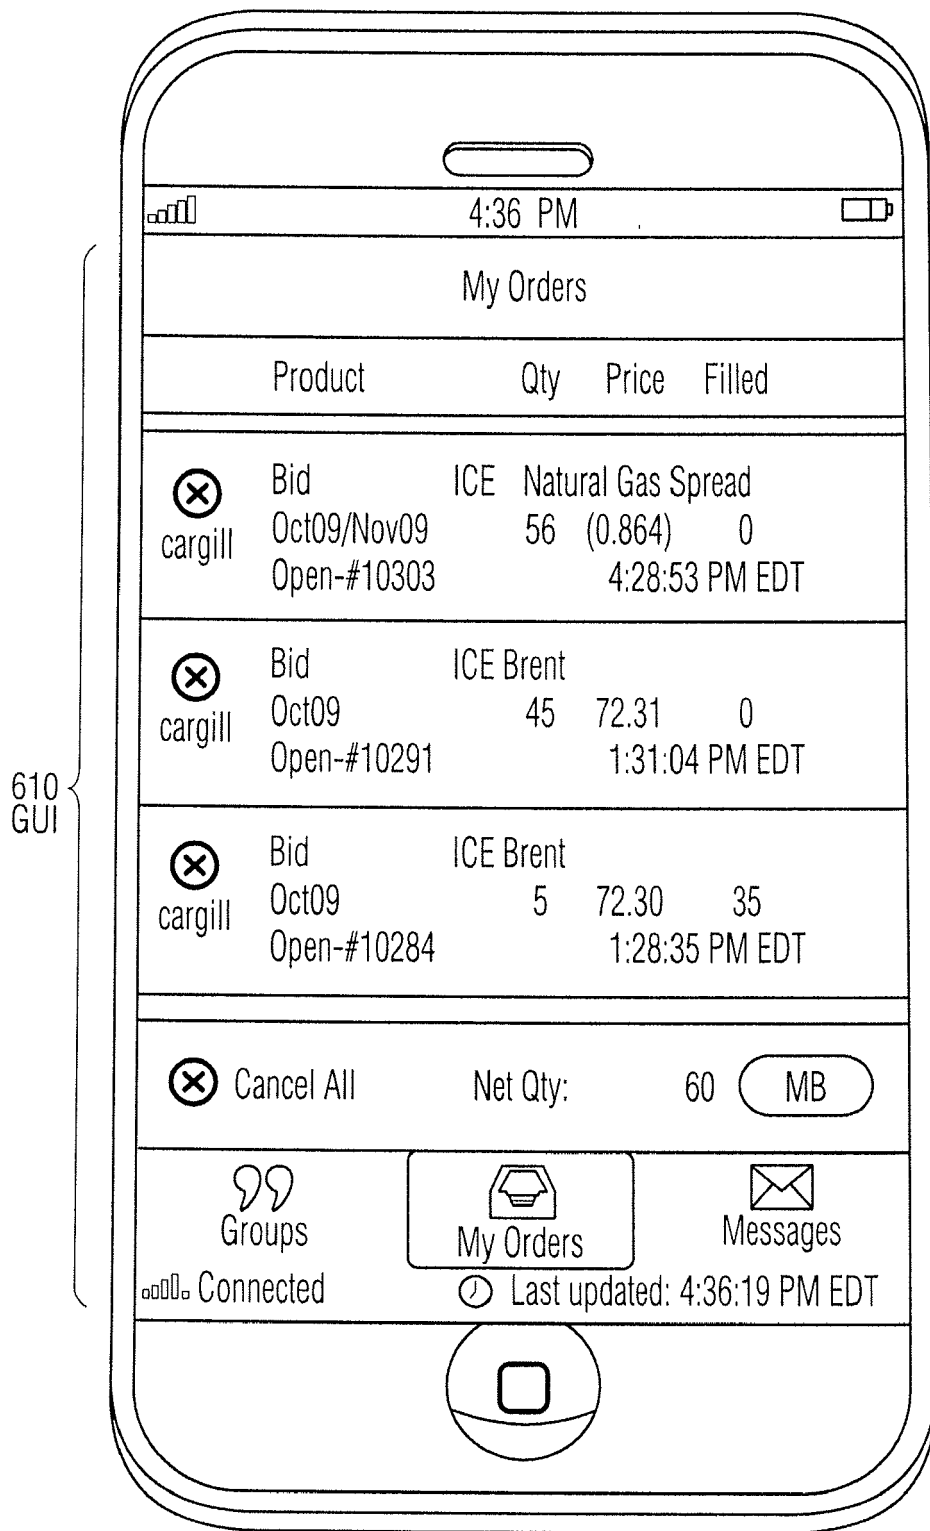 4:36 PM
My Orders
Product Qty Price Filled
Bid ICE Natural Gas Spread
cargill Oct09/Nov09 56 (0.864) 0
Open-#10303 4:28:53 PM EDT
Bid ICE Brent
cargill Oct09 45 72.31 0
Open-#10291 1:31:04 PM EDT
610
GUI
Bid ICE Brent
cargill Oct09 5 72.30 35
Open-#10284 1:28:35 PM EDT
Cancel All Net Qty: 60 MB
Groups My Orders Messages
Connected Last updated: 4:36:19 PM EDT